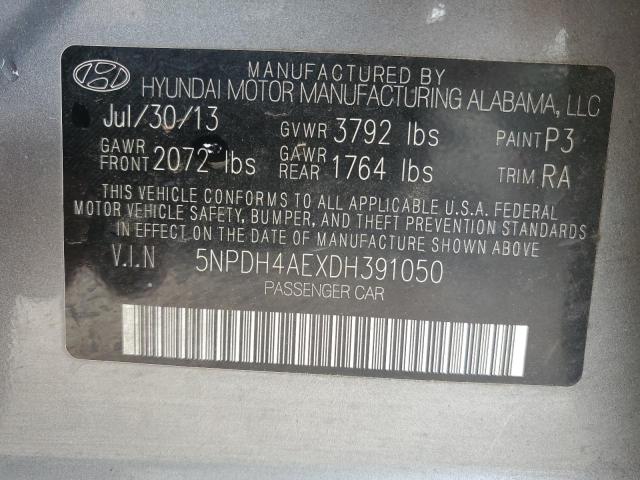 MANUFACTURED BY
HYUNDAI MOTOR MANUFACTURING ALABAMA, LLC
Jul/30/13 GVWR 3792 lbs PAINT P3
GAWR FRONT 2072 lbs GAWR REAR 1764 lbs TRIM RA
THIS VEHICLE CONFORMS TO ALL APPLICABLE U.S.A. FEDERAL
MOTOR VEHICLE SAFETY, BUMPER, AND THEFT PREVENTION STANDARDS
IN EFFECT ON THE DATE OF MANUFACTURE SHOWN ABOVE.
V.I.N 5NPDH4AEXDH391050
PASSENGER CAR